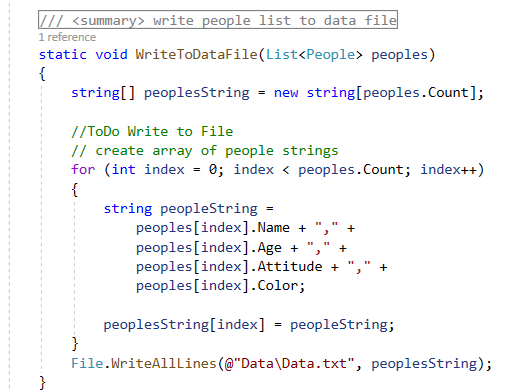 /// <summary> write people list to data file
1 reference
static void WriteToDataFile(List<People> peoples)
{
string[] peoplesString = new string[peoples.Count];
//ToDo Write to File
// create array of people strings
for (int index = 0; index < peoples.Count; index++)
{
string peopleString =
peoples[index].Name + "," +
peoples[index].Age + "," +
peoples[index].Attitude + "," +
peoples[index].Color;
peoplesString[index] = peopleString;
}
File.WriteAllLines(@"Data\Data.txt", peoplesString);
}